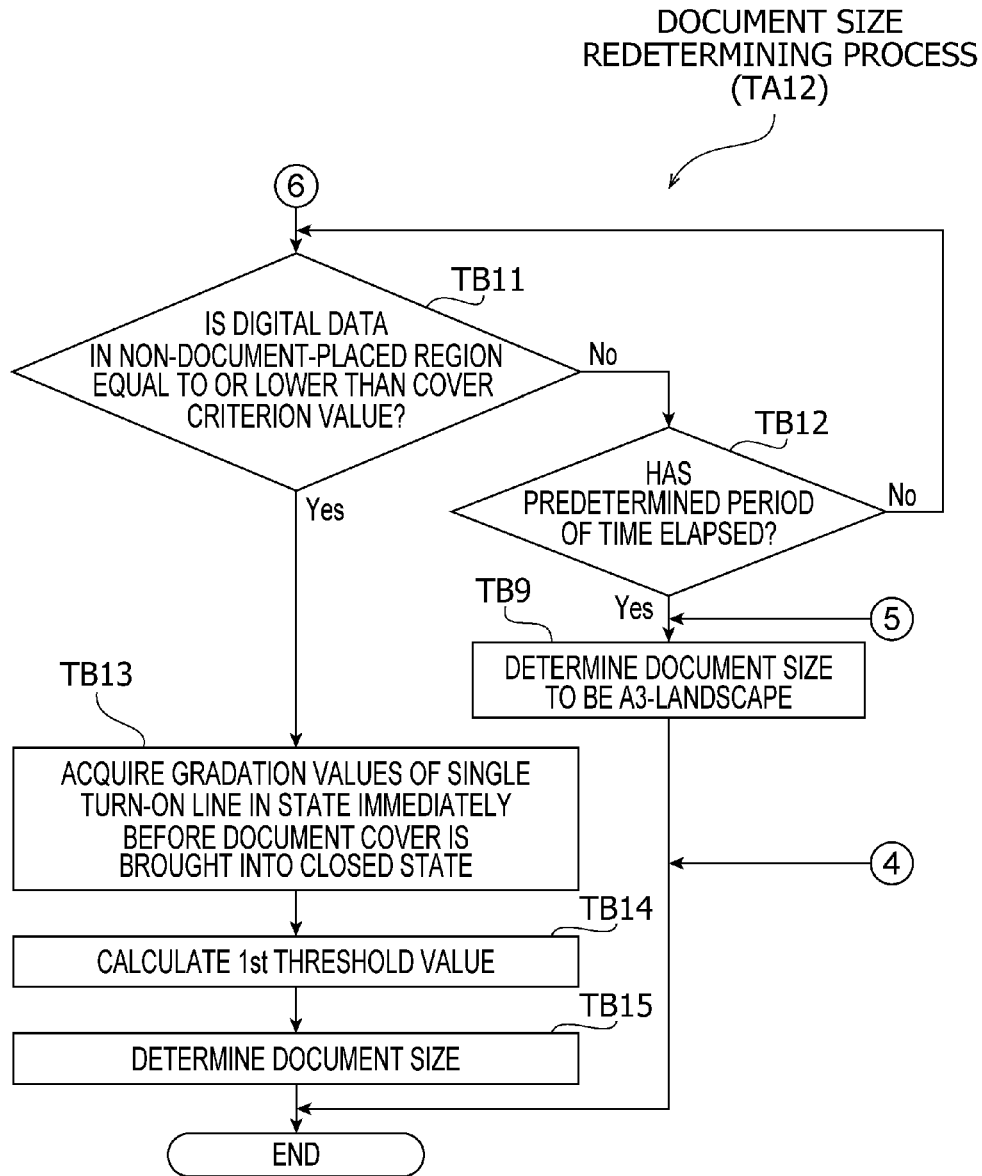 DOCUMENT SIZE
REDETERMINING PROCESS
(TA12)
6
TB11
IS DIGITAL DATA
IN NON-DOCUMENT-PLACED REGION
EQUAL TO OR LOWER THAN COVER
CRITERION VALUE?
No
Yes
TB12
HAS
PREDETERMINED PERIOD
OF TIME ELAPSED?
No
Yes
5
TB9
DETERMINE DOCUMENT SIZE
TO BE A3-LANDSCAPE
TB13
ACQUIRE GRADATION VALUES OF SINGLE
TURN-ON LINE IN STATE IMMEDIATELY
BEFORE DOCUMENT COVER IS
BROUGHT INTO CLOSED STATE
4
TB14
CALCULATE 1st THRESHOLD VALUE
TB15
DETERMINE DOCUMENT SIZE
END